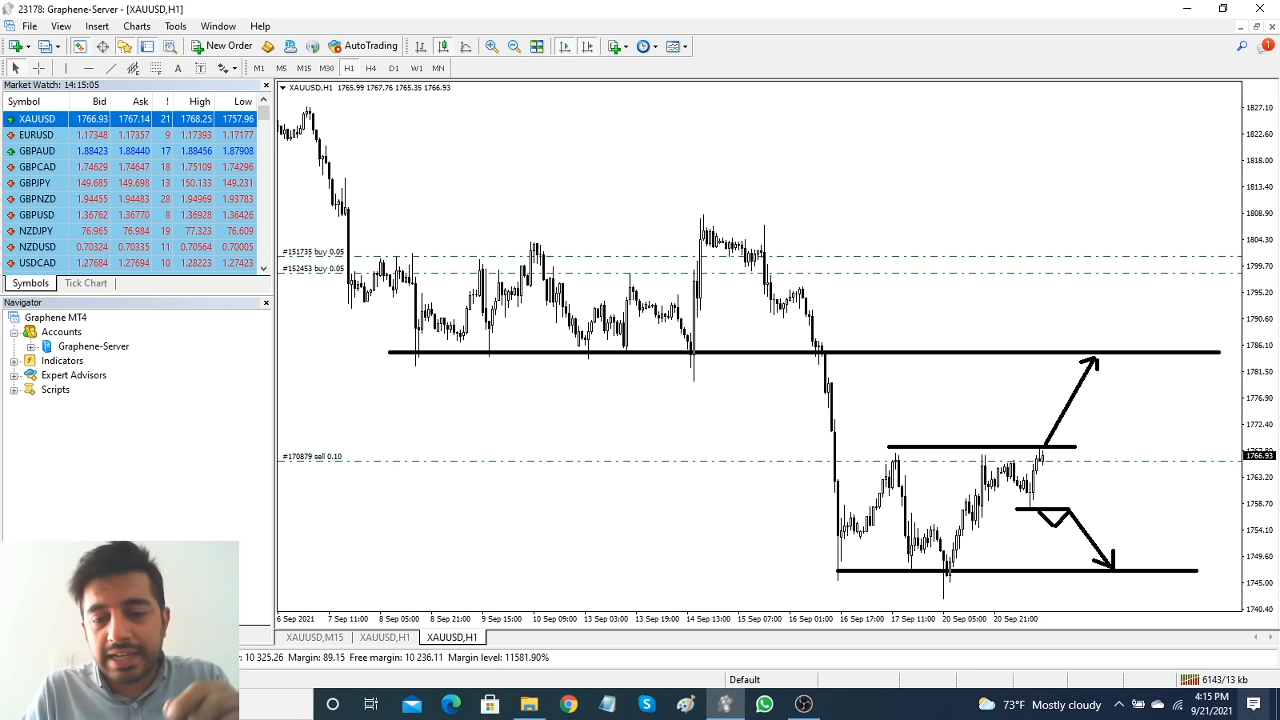 23178: Graphene-Server - [XAUUSD,H1]
File View Insert Charts Tools Window Help
New Order AutoTrading
M1 M5 M15 M30 H1 H4 D1 W1 MN
Market Watch: 14:15:05
Symbol Bid Ask ! High Low
XAUUSD 1766.93 1767.14 21 1768.25 1757.96
EURUSD 1.17348 1.17357 9 1.17393 1.17177
GBPAUD 1.88423 1.88440 17 1.88456 1.87908
GBPCAD 1.74629 1.74647 18 1.75109 1.74296
GBPJPY 149.685 149.698 13 150.133 149.231
GBPNZD 1.94455 1.94483 28 1.94969 1.93783
GBPUSD 1.36762 1.36770 8 1.36928 1.36426
NZDJPY 76.965 76.984 19 77.323 76.609
NZDUSD 0.70324 0.70335 11 0.70564 0.70005
USDCAD 1.27684 1.27694 10 1.28223 1.27423
Symbols Tick Chart
Navigator
Graphene MT4
Accounts
Graphene-Server
Indicators
Expert Advisors
Scripts
XAUUSD,H1 1765.99 1767.76 1765.35 1766.93
#151735 buy 0.05
#152453 buy 0.05
#170879 sell 0.10
1827.10
1822.60
1818.00
1813.40
1808.90
1804.30
1799.70
1795.20
1790.60
1786.10
1781.50
1776.90
1772.40
1766.93
1763.20
1758.70
1754.10
1749.60
1745.00
1740.40
6 Sep 2021 7 Sep 11:00 8 Sep 05:00 8 Sep 21:00 9 Sep 15:00 10 Sep 09:00 13 Sep 03:00 13 Sep 19:00 14 Sep 13:00 15 Sep 07:00 16 Sep 01:00 16 Sep 17:00 17 Sep 11:00 20 Sep 05:00 20 Sep 21:00
XAUUSD,M15 XAUUSD,H1 XAUUSD,H1
: 10 325.26 Margin: 89.15 Free margin: 10 236.11 Margin level: 11581.90%
Default 6143/13 kb
73°F Mostly cloudy
4:15 PM
9/21/2021